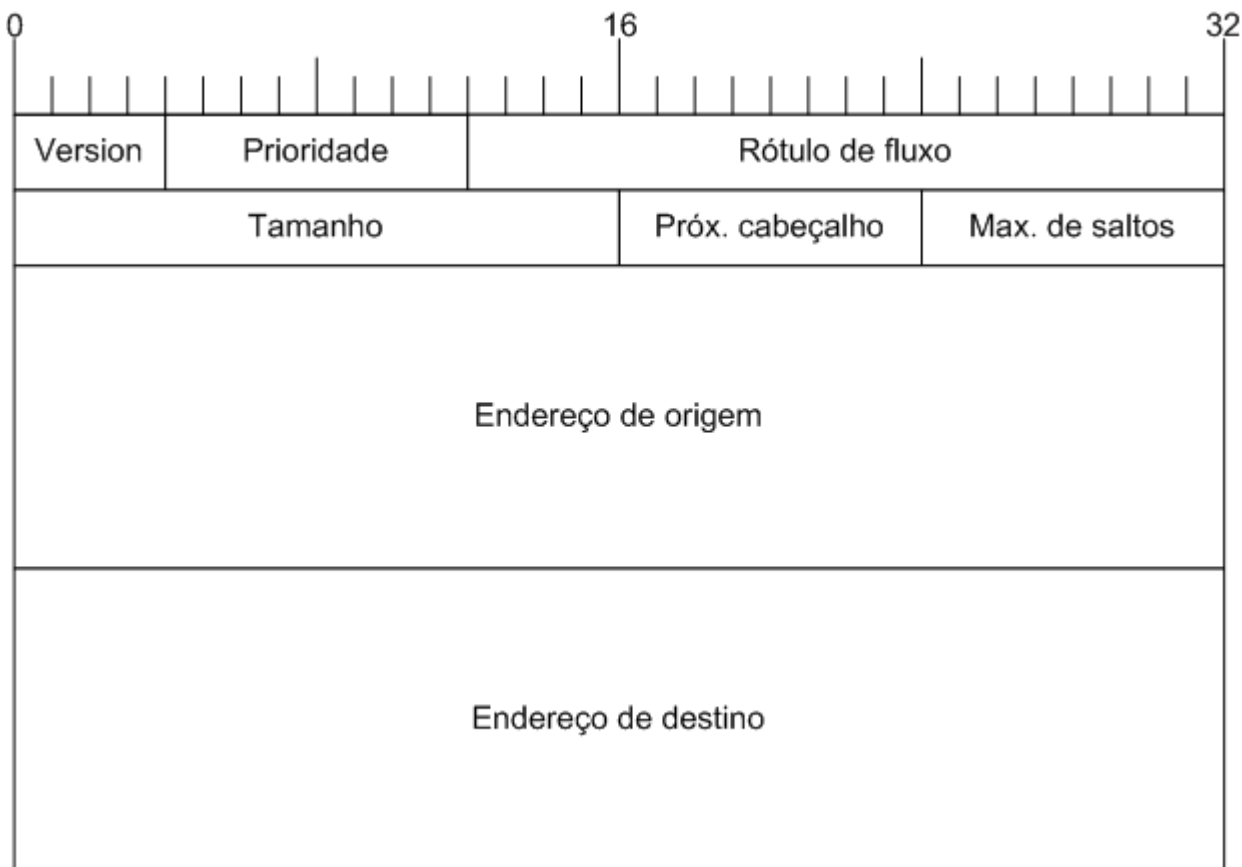 0 16 32
Version Prioridade Rótulo de fluxo
Tamanho Próx. cabeçalho Max. de saltos
Endereço de origem
Endereço de destino